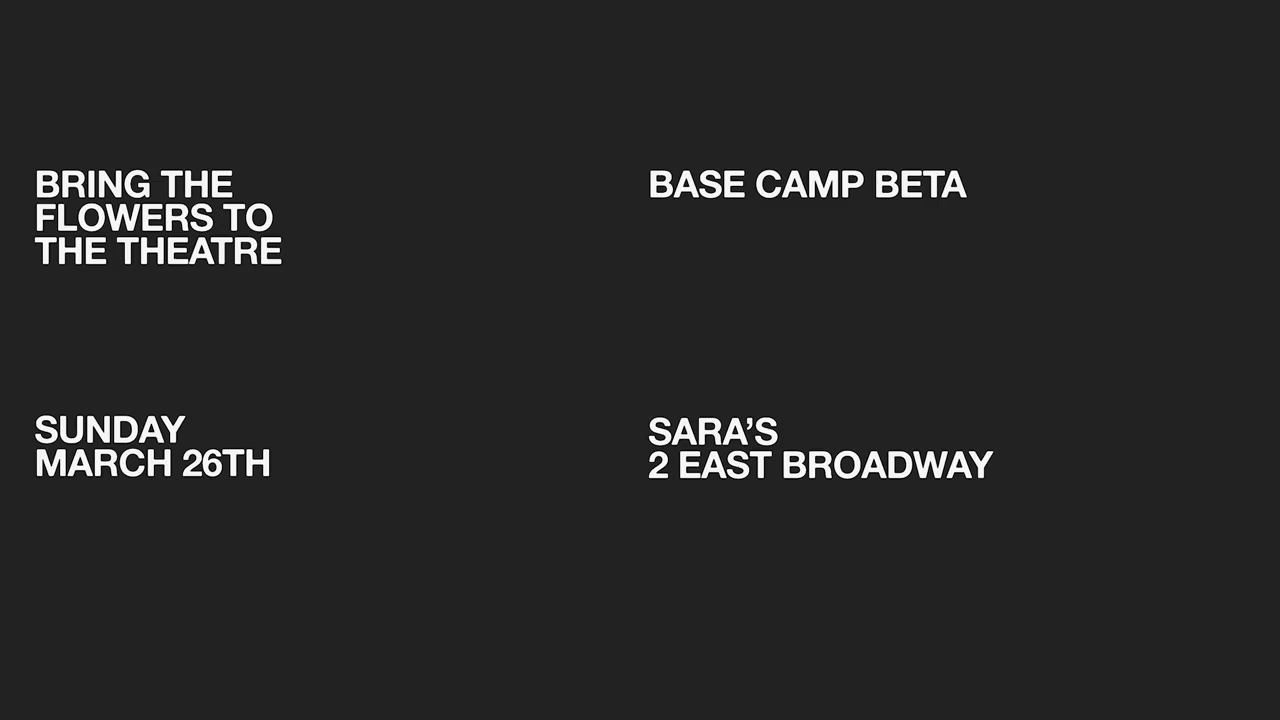 BRING THE
FLOWERS TO
THE THEATRE
BASE CAMP BETA
SUNDAY
MARCH 26TH
SARA’S
2 EAST BROADWAY